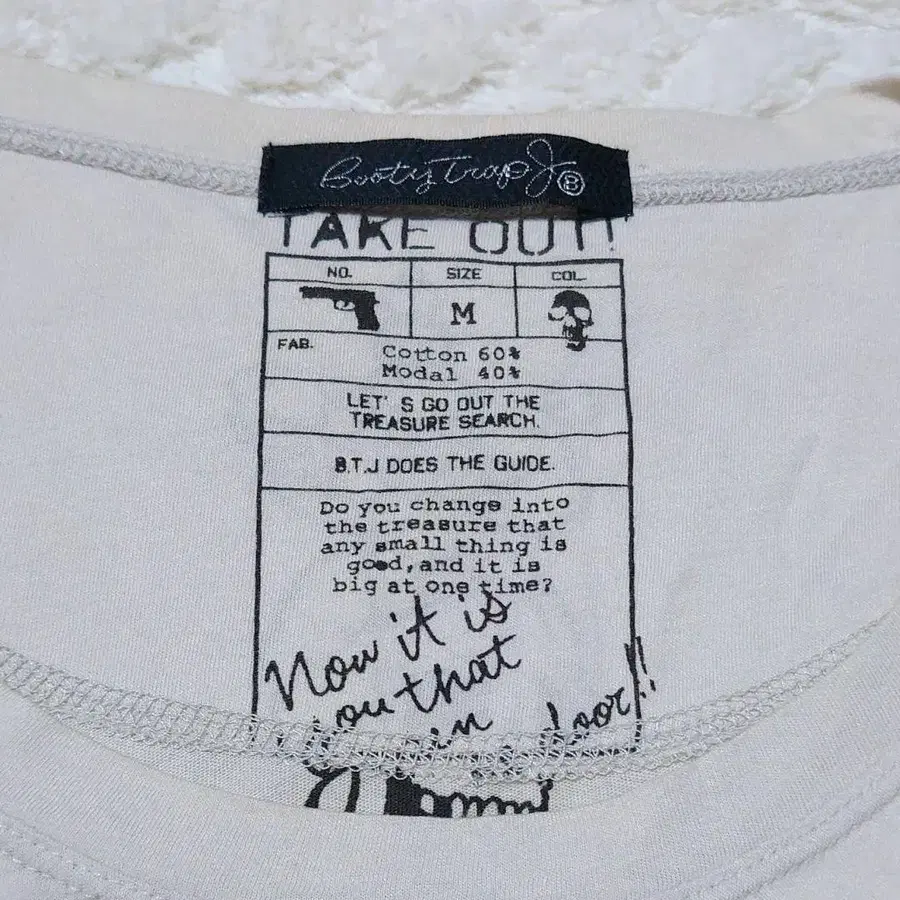 Booty Trap J B
TAKE OUT!
NO. SIZE COL.
M
FAB. Cotton 60%
Modal 40%
LET' S GO OUT THE
TREASURE SEARCH.
B.T.J DOES THE GUIDE.
Do you change into
the treasure that
any small thing is
good,and it is
big at one time?
Now it is
you that
door!!